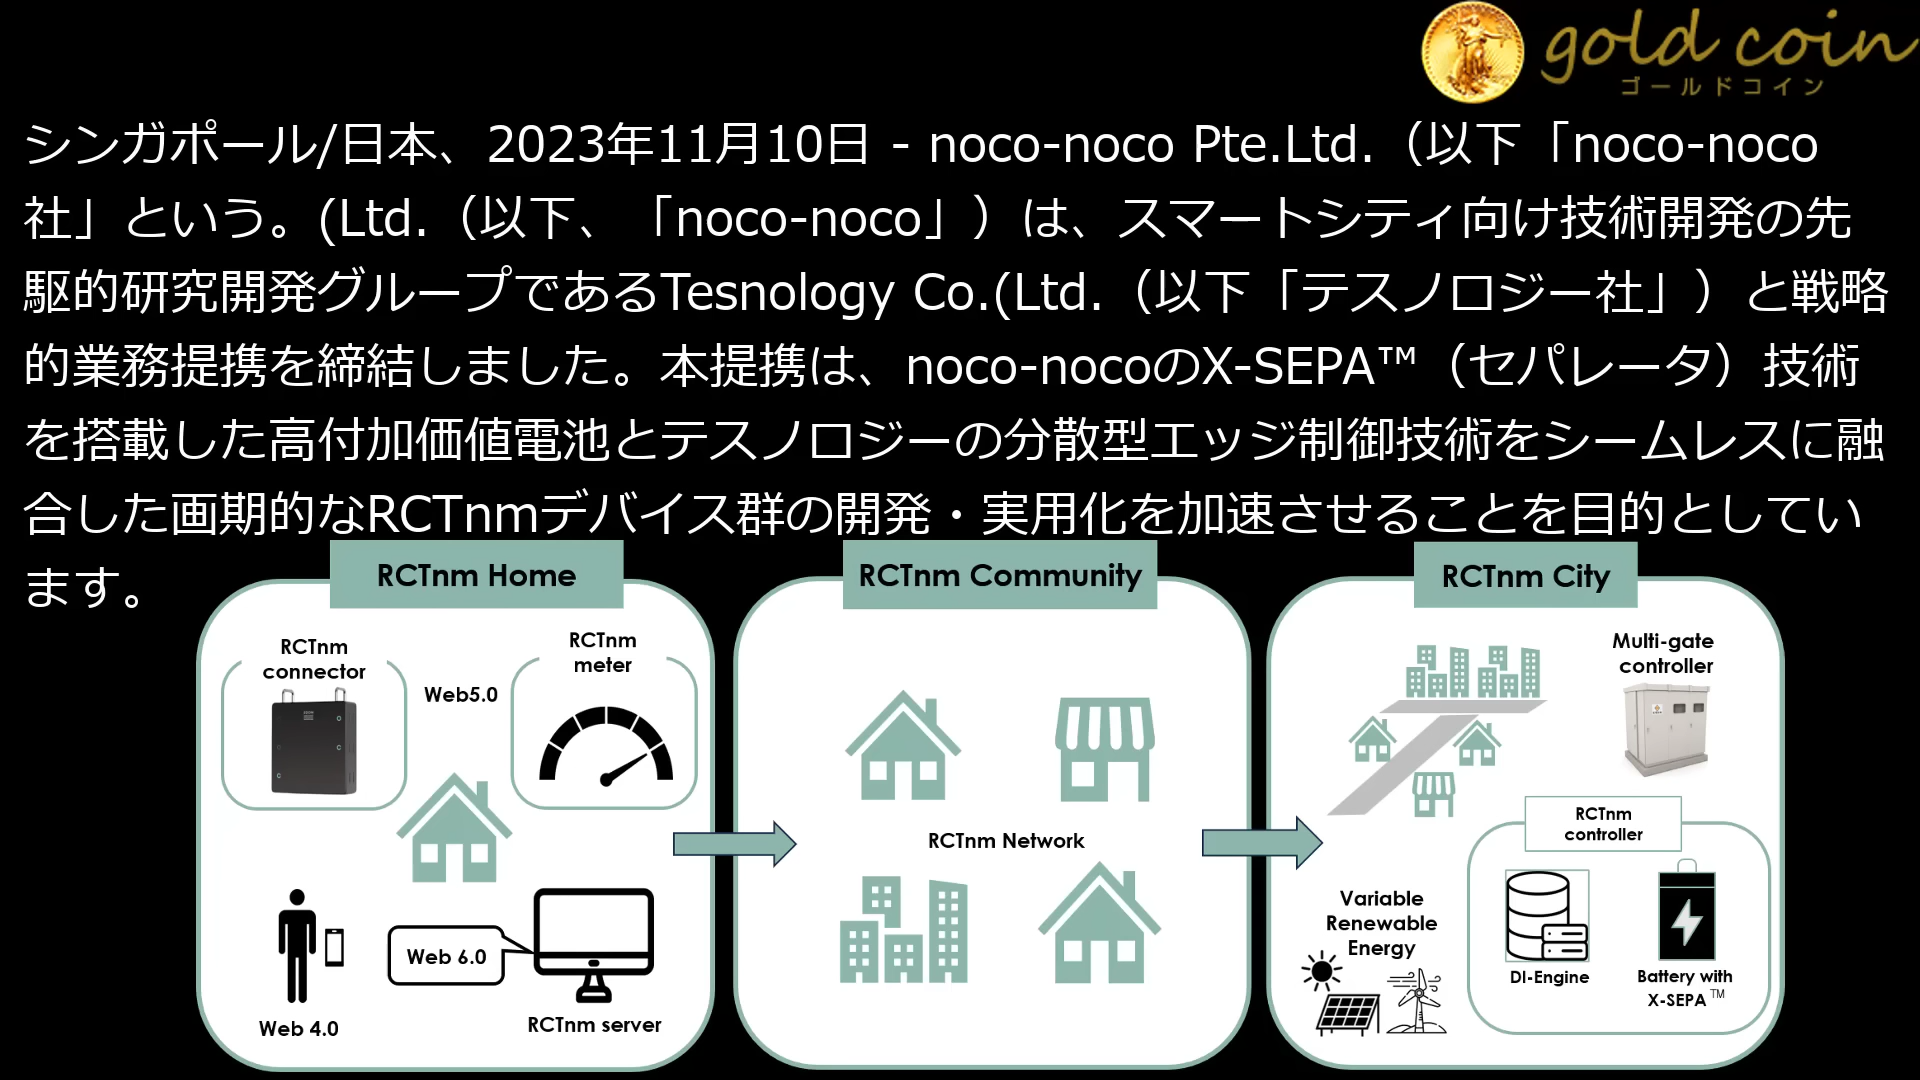 gold coin
ゴールドコイン
シンガポール/日本、2023年11月10日 - noco-noco Pte.Ltd.（以下「noco-noco
社」という。(Ltd.（以下、「noco-noco」）は、スマートシティ向け技術開発の先
駆的研究開発グループであるTesnology Co.(Ltd.（以下「テスノロジー社」）と戦略
的業務提携を締結しました。本提携は、noco-nocoのX-SEPA™（セパレータ）技術
を搭載した高付加価値電池とテスノロジーの分散型エッジ制御技術をシームレスに融
合した画期的なRCTnmデバイス群の開発・実用化を加速させることを目的としてい
ます。
RCTnm Home
RCTnm
connector
Web5.0
RCTnm
meter
Web 6.0
Web 4.0
RCTnm server
RCTnm Community
RCTnm Network
RCTnm City
Multi-gate
controller
RCTnm
controller
Variable
Renewable
Energy
DI-Engine
Battery with
X-SEPA TM